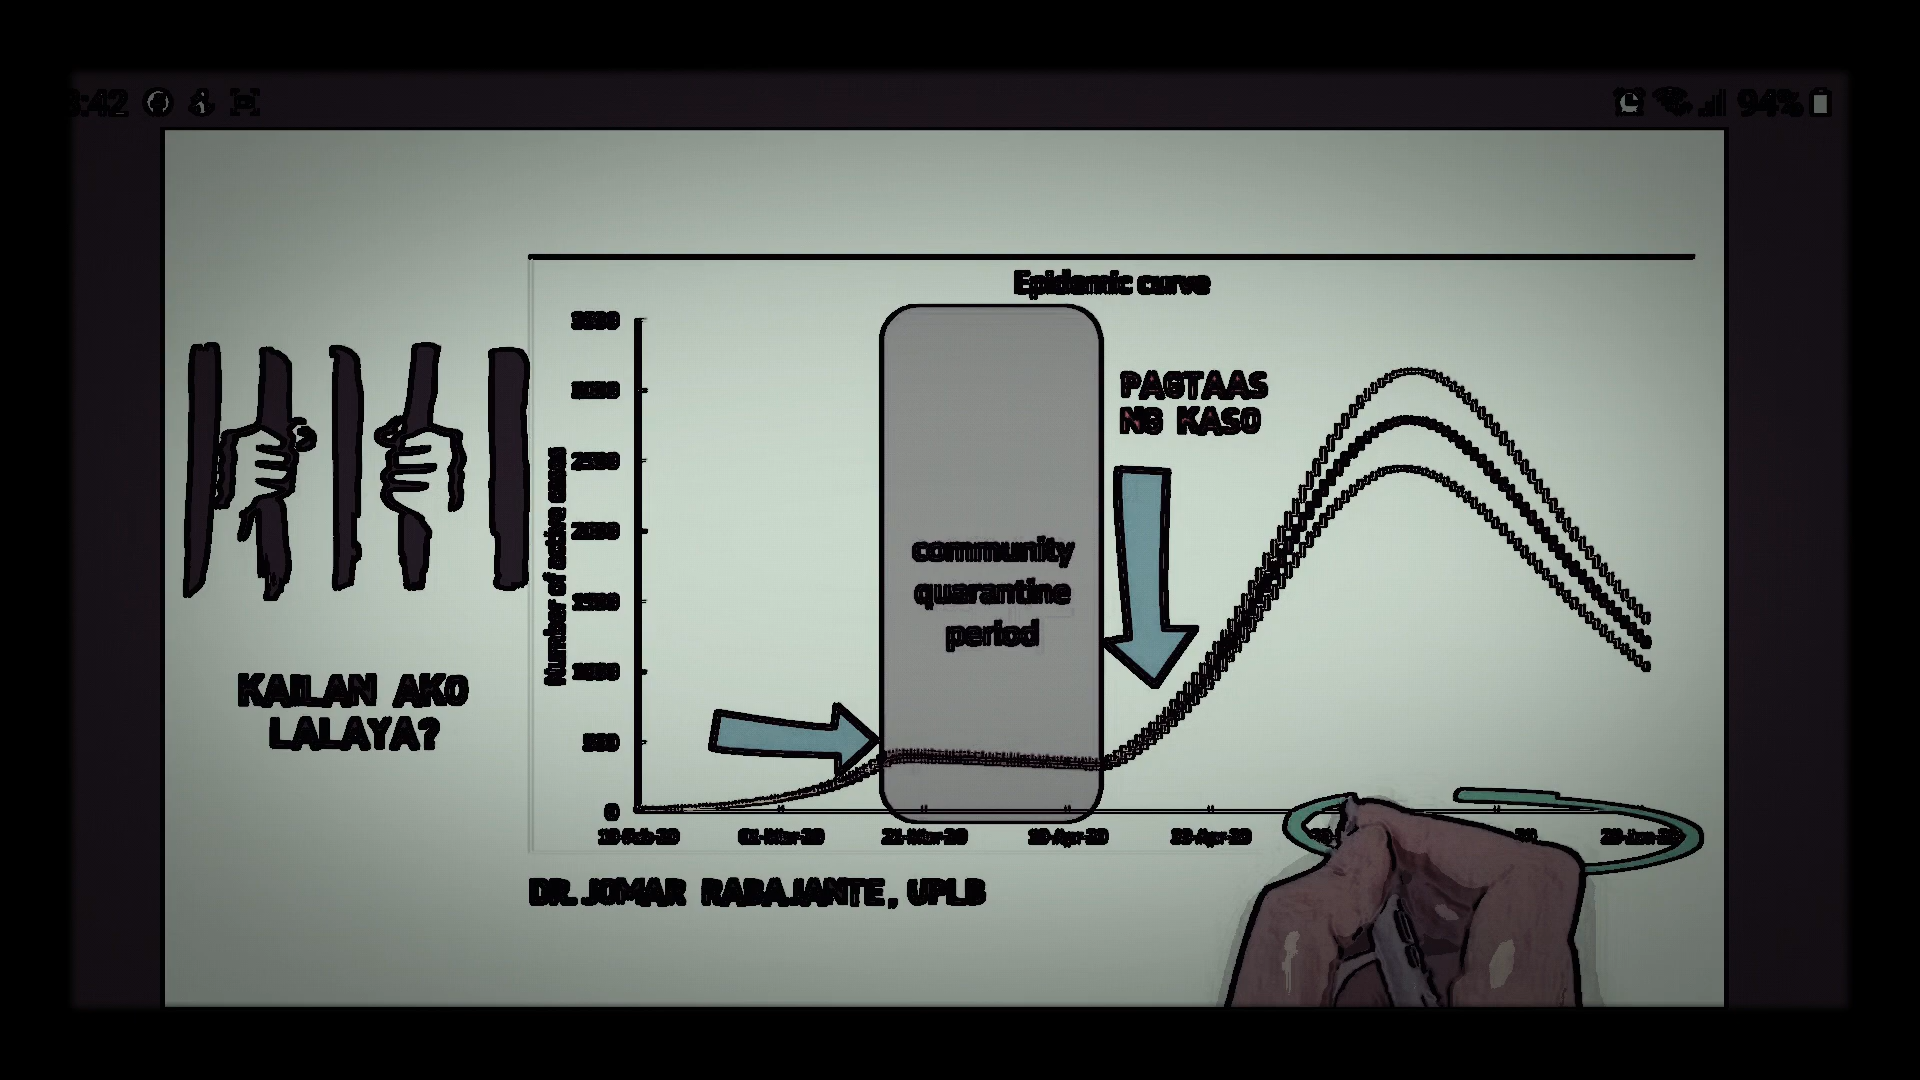 94%
Epidemic curve
3500
3000
2500
2000
1500
1000
500
0
Number of active cases
community
quarantine
period
PAGTAAS
NG KASO
KAILAN AKO
LALAYA?
10-Feb-20 01-Mar-20 21-Mar-20 10-Apr-20 30-Apr-20
DR. JOMAR RABAJANTE, UPLB